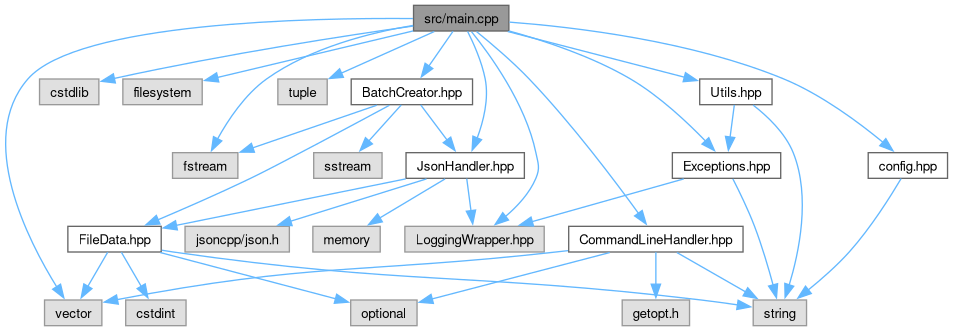 src/main.cpp
cstdlib
filesystem
tuple
BatchCreator.hpp
Utils.hpp
fstream
sstream
JsonHandler.hpp
Exceptions.hpp
config.hpp
FileData.hpp
jsoncpp/json.h
memory
LoggingWrapper.hpp
CommandLineHandler.hpp
vector
cstdint
optional
getopt.h
string